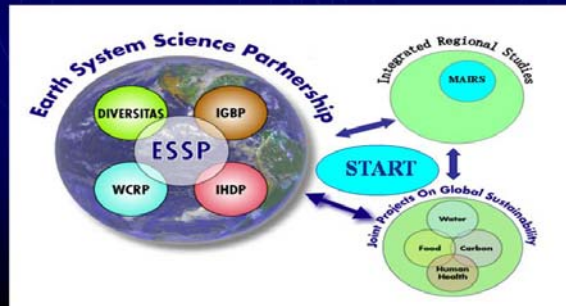 Earth System Science Partnership
DIVERSITAS
IGBP
ESSP
WCRP
IHDP
START
Integrated Regional Studies
MAIRS
Joint Projects On Global Sustainability
Water
Food
Carbon
Human
Health